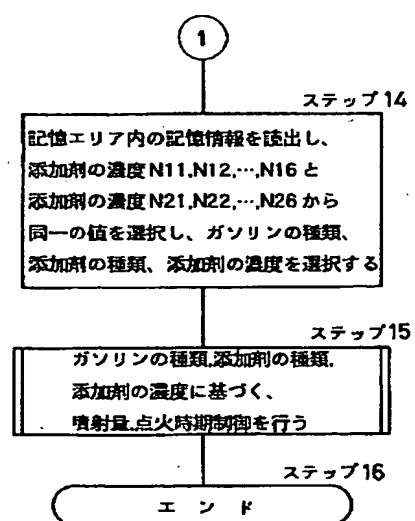 1
ステップ14
記憶エリア内の記憶情報を読出し、
添加剤の濃度N11,N12,…,N16と
添加剤の濃度N21,N22,…,N26から
同一の値を選択し、ガソリンの種類、
添加剤の種類、添加剤の濃度を選択する
ステップ15
ガソリンの種類,添加剤の種類,
添加剤の濃度に基づく、
噴射量,点火時期制御を行う
ステップ16
エンド